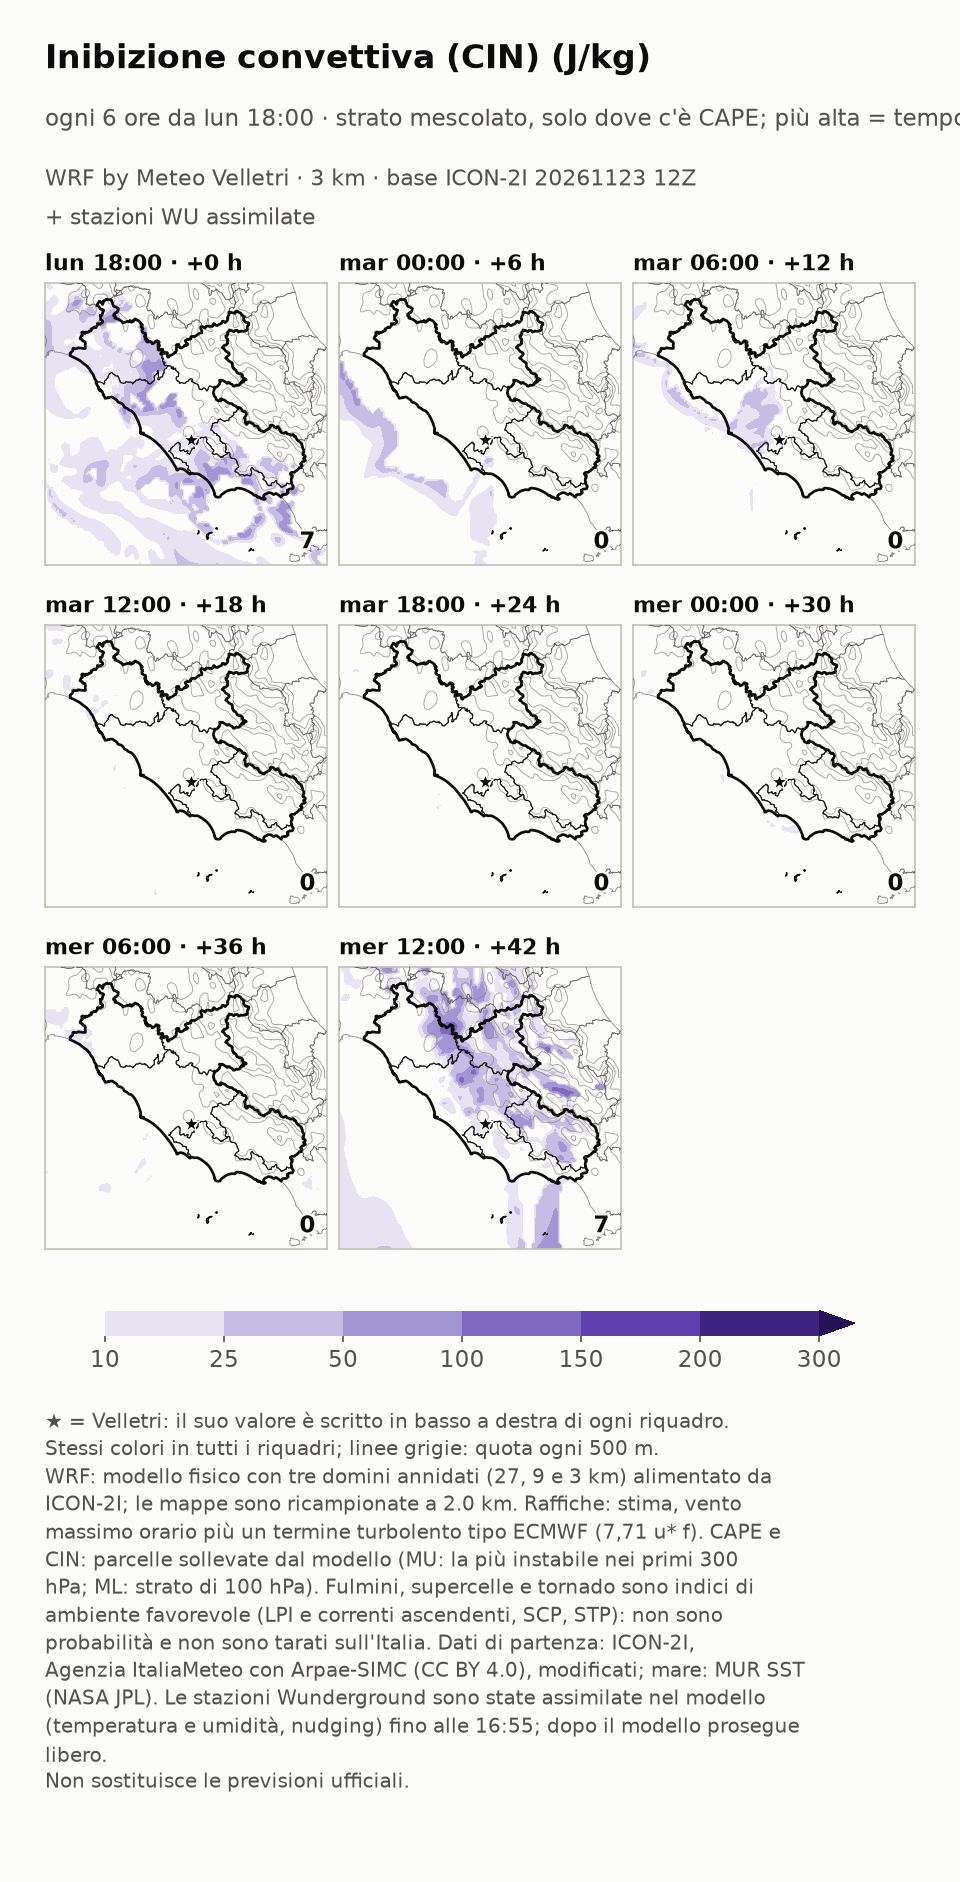 Inibizione convettiva (CIN) (J/kg)
ogni 6 ore da lun 18:00 · strato mescolato, solo dove c'è CAPE; più alta = tempo
WRF by Meteo Velletri · 3 km · base ICON-2I 20261123 12Z
+ stazioni WU assimilate
lun 18:00 · +0 h
mar 00:00 · +6 h
mar 06:00 · +12 h
7
0
0
mar 12:00 · +18 h
mar 18:00 · +24 h
mer 00:00 · +30 h
0
0
0
mer 06:00 · +36 h
mer 12:00 · +42 h
0
7
10 25 50 100 150 200 300
★ = Velletri: il suo valore è scritto in basso a destra di ogni riquadro.
Stessi colori in tutti i riquadri; linee grigie: quota ogni 500 m.
WRF: modello fisico con tre domini annidati (27, 9 e 3 km) alimentato da
ICON-2I; le mappe sono ricampionate a 2.0 km. Raffiche: stima, vento
massimo orario più un termine turbolento tipo ECMWF (7,71 u* f). CAPE e
CIN: parcelle sollevate dal modello (MU: la più instabile nei primi 300
hPa; ML: strato di 100 hPa). Fulmini, supercelle e tornado sono indici di
ambiente favorevole (LPI e correnti ascendenti, SCP, STP): non sono
probabilità e non sono tarati sull'Italia. Dati di partenza: ICON-2I,
Agenzia ItaliaMeteo con Arpae-SIMC (CC BY 4.0), modificati; mare: MUR SST
(NASA JPL). Le stazioni Wunderground sono state assimilate nel modello
(temperatura e umidità, nudging) fino alle 16:55; dopo il modello prosegue
libero.
Non sostituisce le previsioni ufficiali.